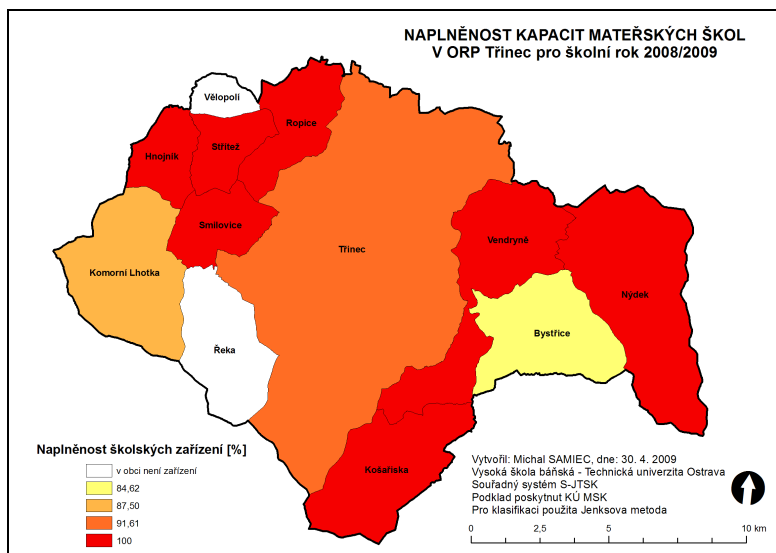 NAPLNĚNOST KAPACIT MATEŘSKÝCH ŠKOL
V ORP Třinec pro školní rok 2008/2009
Vělopolí
Ropice
Střítež
Hnojník
Smilovice
Vendryně
Třinec
Komorní Lhotka
Nýdek
Bystřice
Řeka
Košařiska
Naplněnost školských zařízení [%]
v obci není zařízení
84,62
87,50
91,61
100
Vytvořil: Michal SAMIEC, dne: 30. 4. 2009
Vysoká škola báňská - Technická univerzita Ostrava
Souřadný systém S-JTSK
Podklad poskytnut KÚ MSK
Pro klasifikaci použita Jenksova metoda
0 2,5 5 10 km